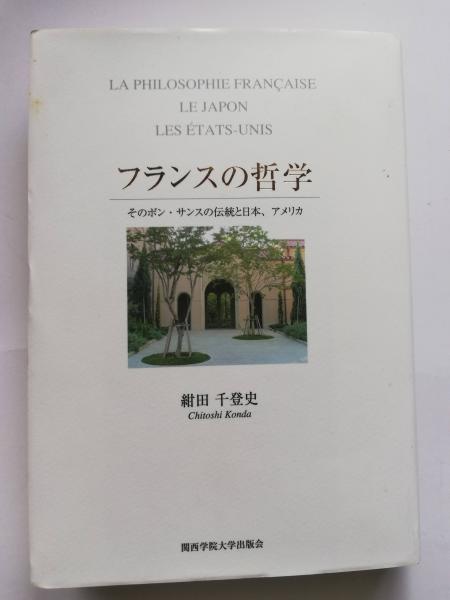 LA PHILOSOPHIE FRANÇAISE
LE JAPON
LES ÉTATS-UNIS
フランスの哲学
そのボン・サンスの伝統と日本、アメリカ
紺田 千登史
Chitoshi Konda
関西学院大学出版会